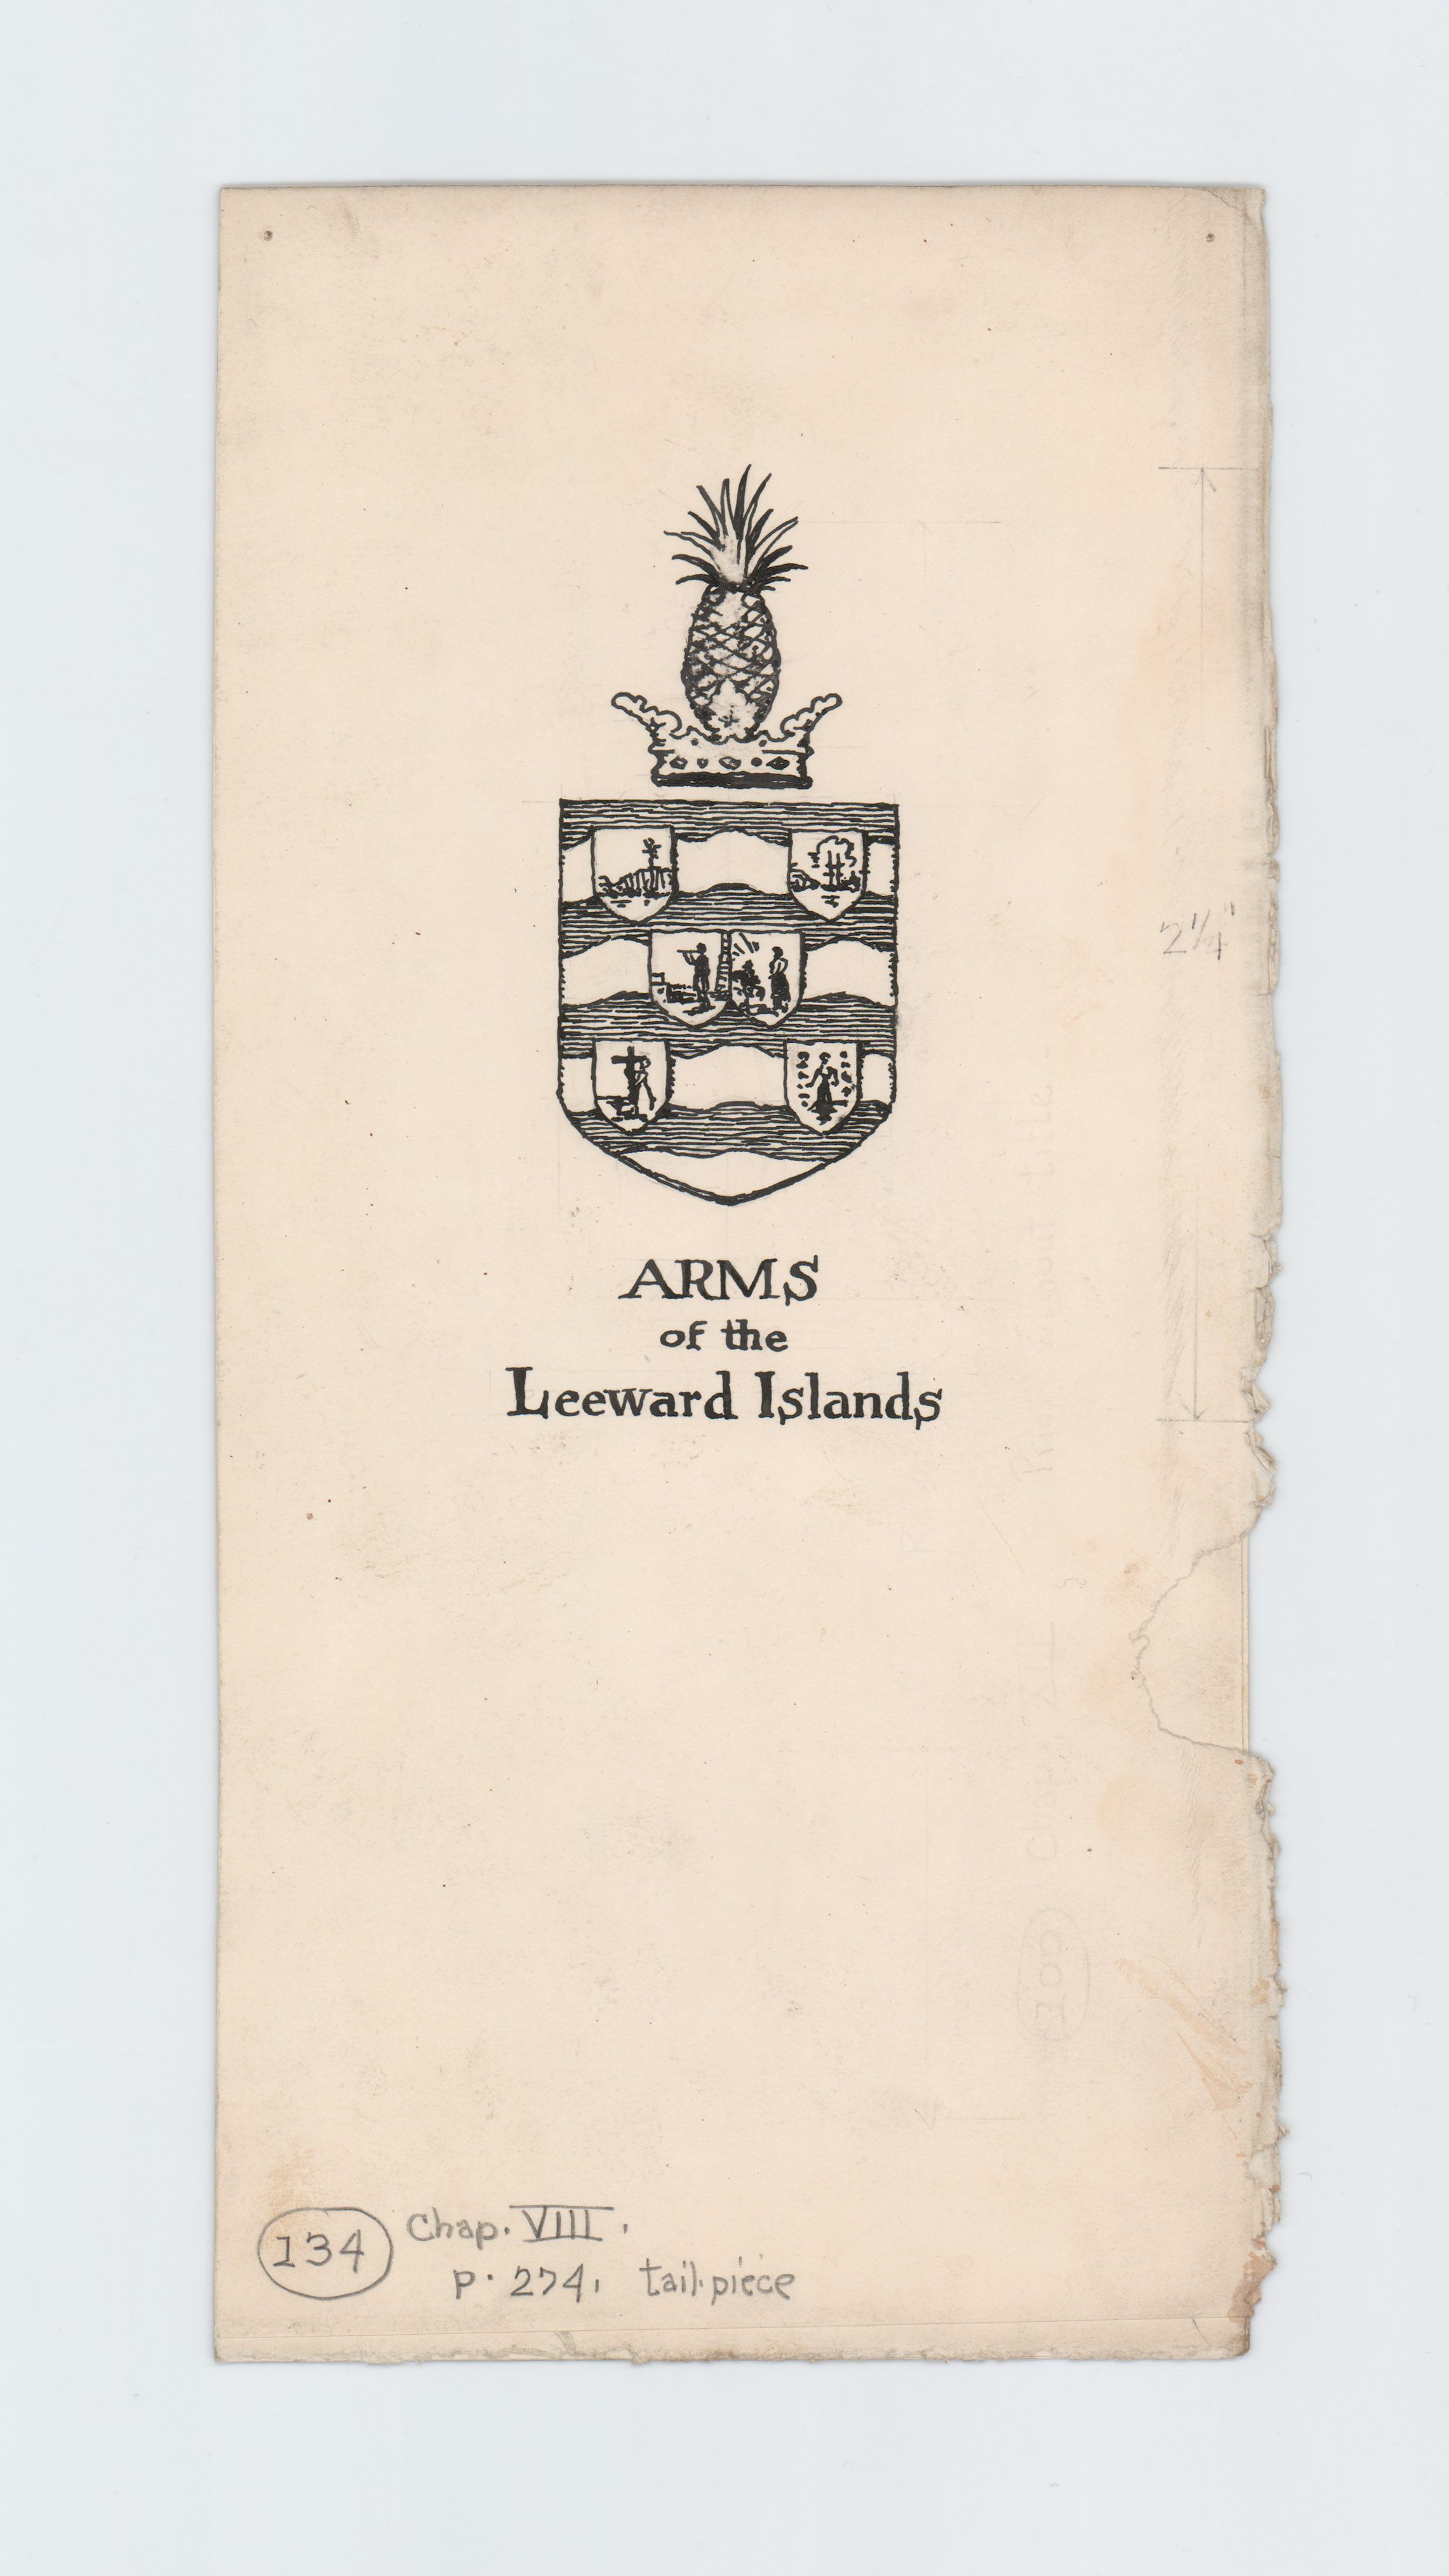 2¼"
ARMS
of the
Leeward Islands
134 Chap. VIII.
p. 274, tail-piece